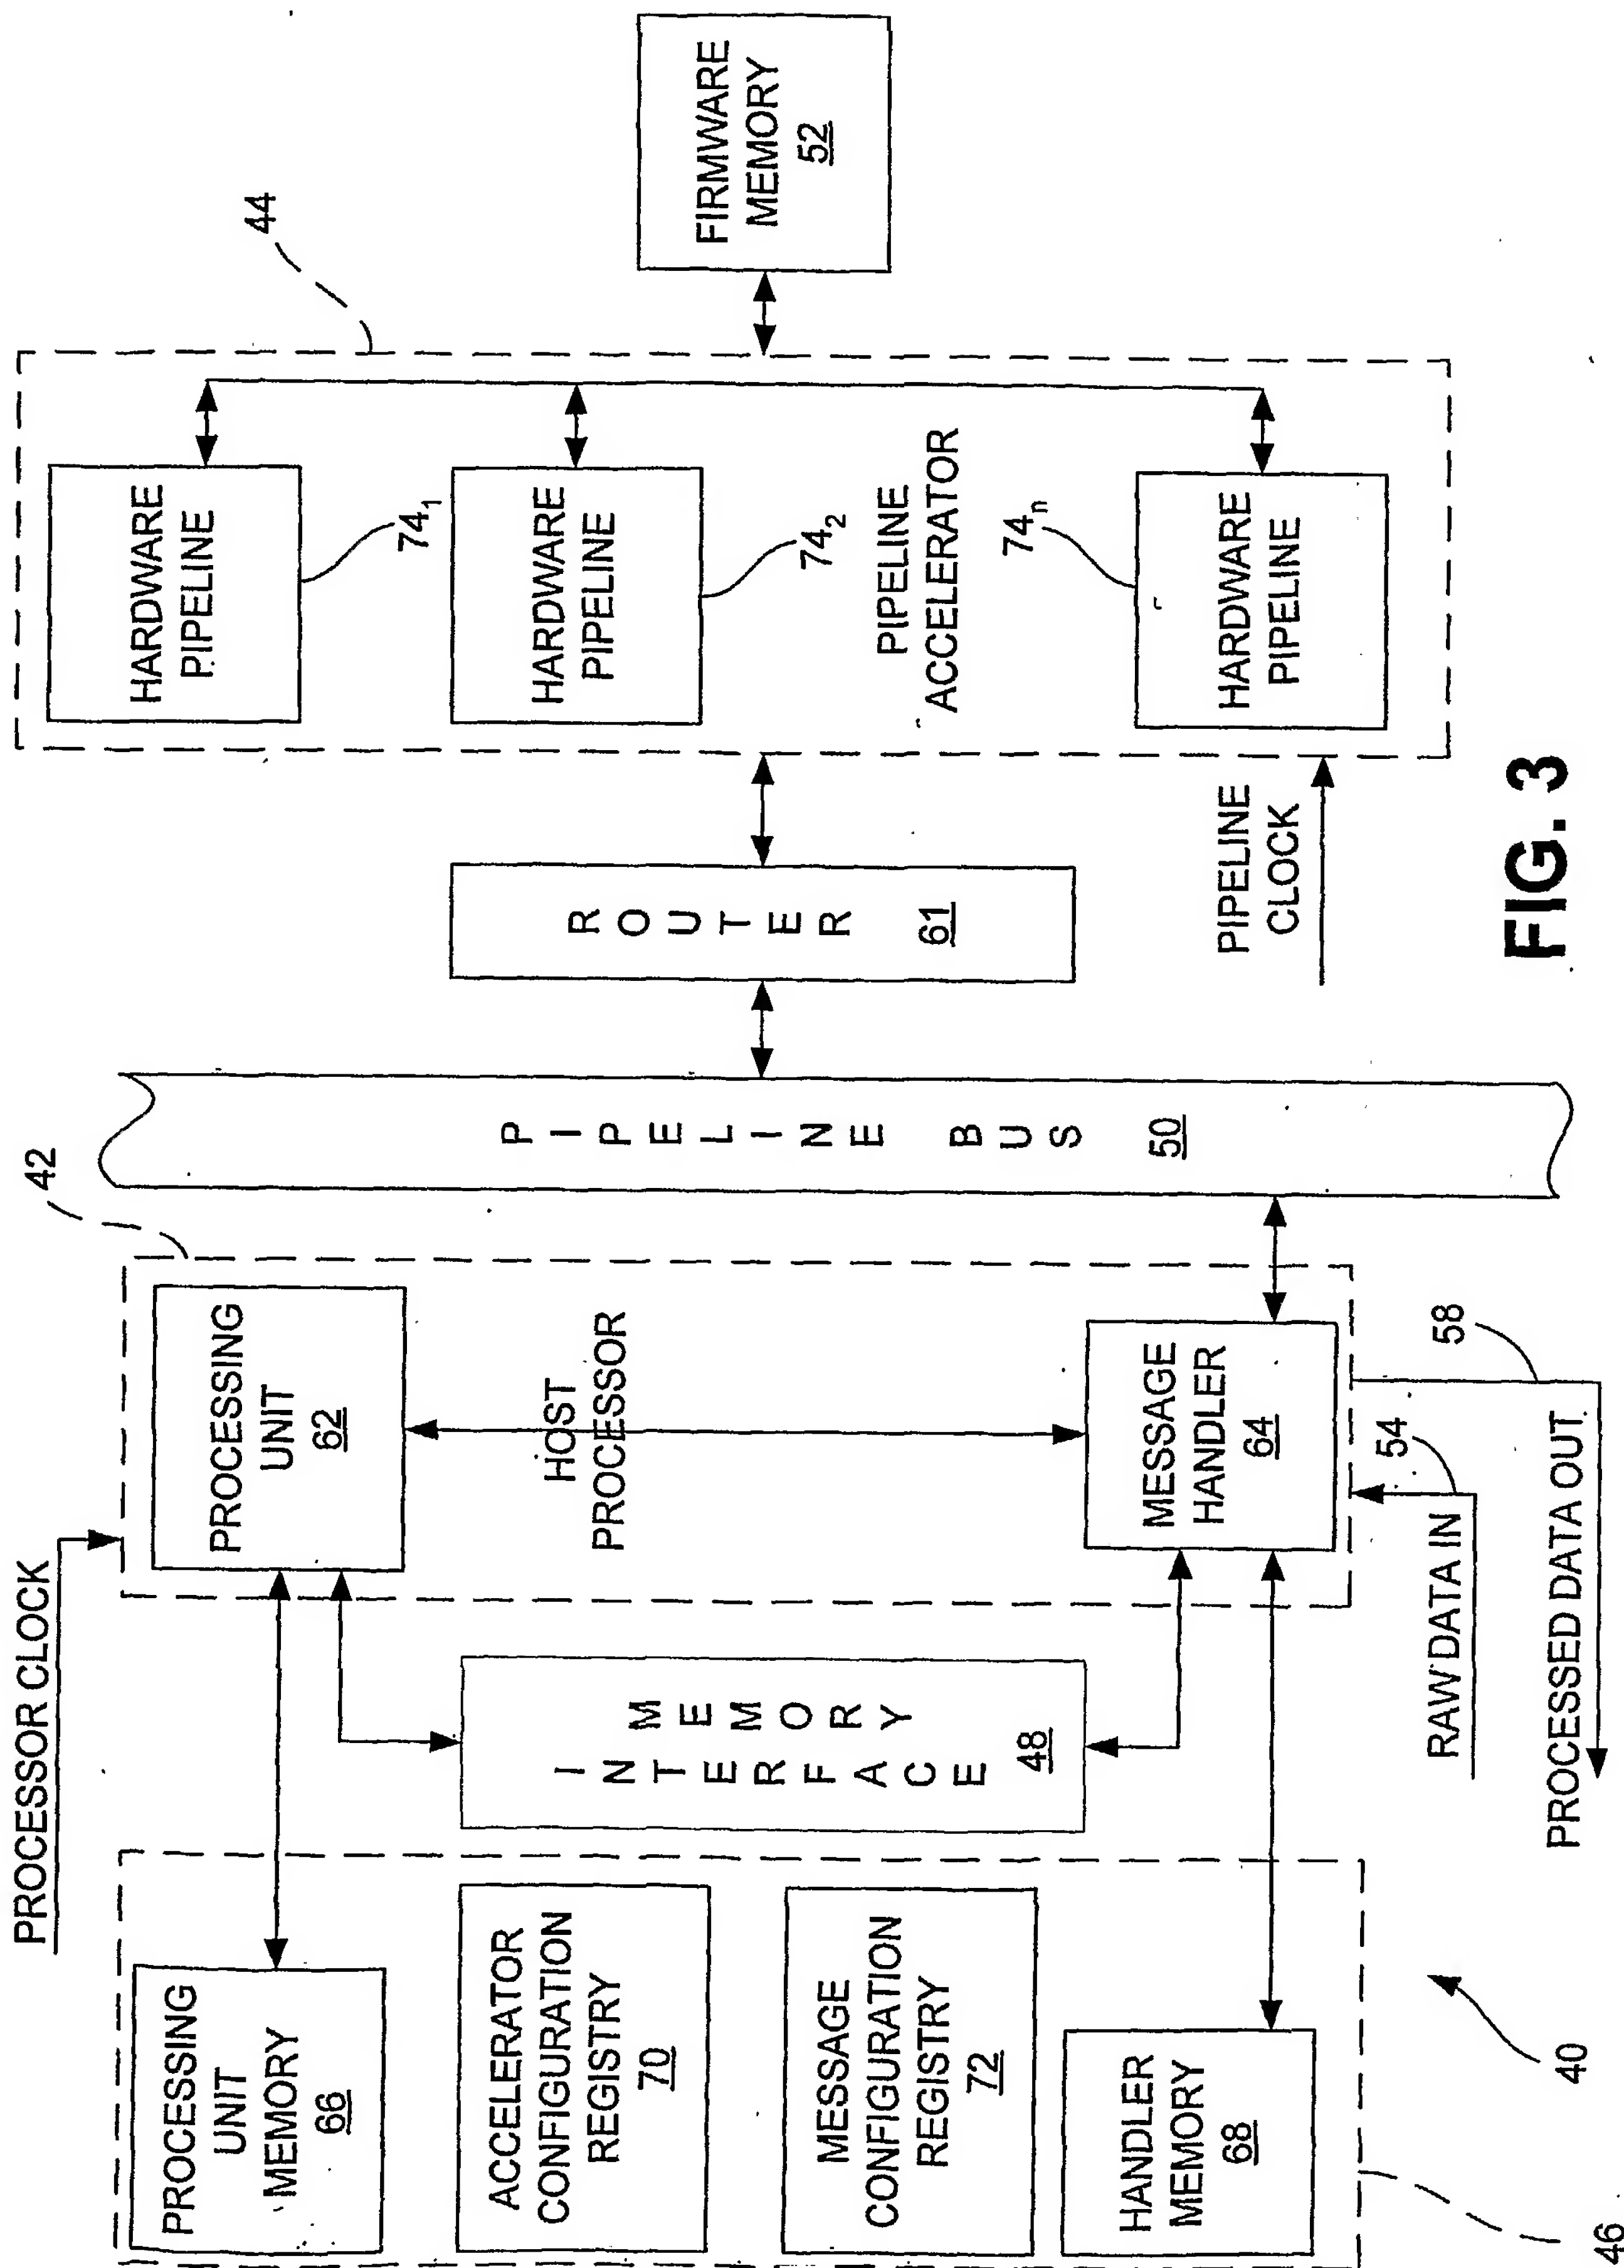 PROCESSOR CLOCK
42
44
PROCESSING
UNIT
MEMORY
66
ACCELERATOR
CONFIGURATION
REGISTRY
70
MESSAGE
CONFIGURATION
REGISTRY
72
HANDLER
MEMORY
68
46
MEMORY
INTERFACE
48
PROCESSING
UNIT
62
HOST
PROCESSOR
MESSAGE
HANDLER
64
PIPELINE BUS
50
ROUTER
61
HARDWARE
PIPELINE
74₁
HARDWARE
PIPELINE
74₂
PIPELINE
ACCELERATOR
74ₙ
HARDWARE
PIPELINE
FIRMWARE
MEMORY
52
PIPELINE
CLOCK
RAW DATA IN
54
58
PROCESSED DATA OUT
40
FIG. 3